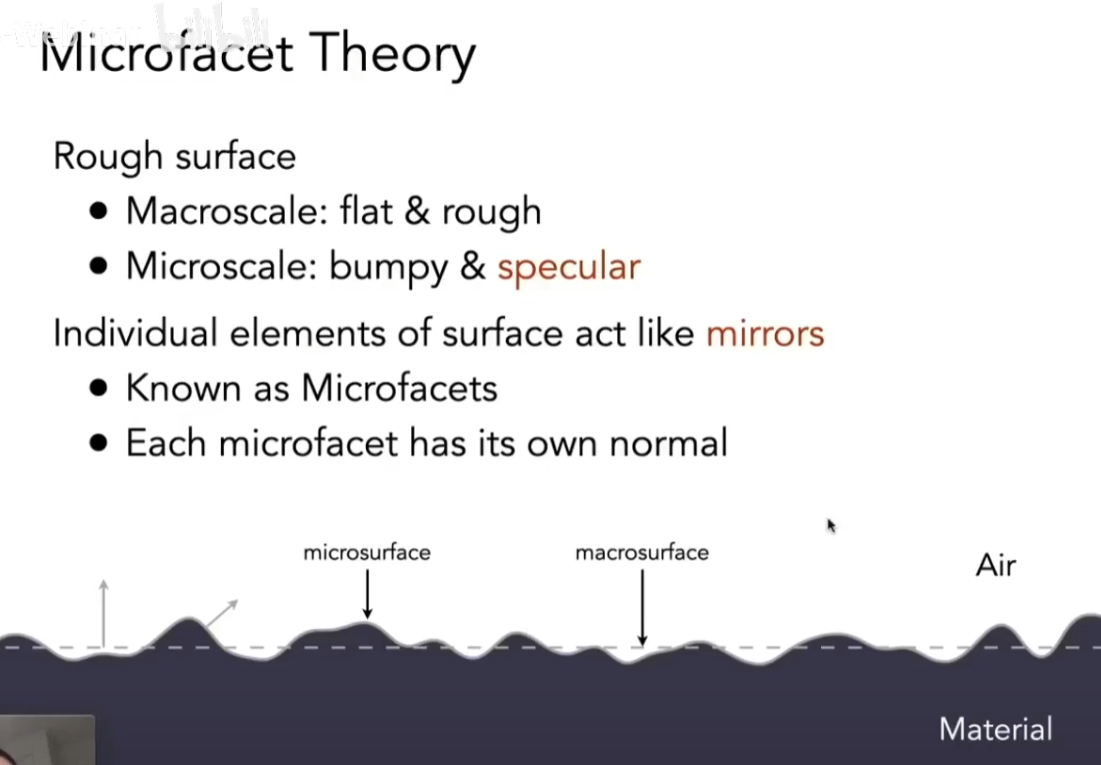 Microfacet Theory
Rough surface
● Macroscale: flat & rough
● Microscale: bumpy & specular
Individual elements of surface act like mirrors
● Known as Microfacets
● Each microfacet has its own normal
microsurface
macrosurface
Air
Material